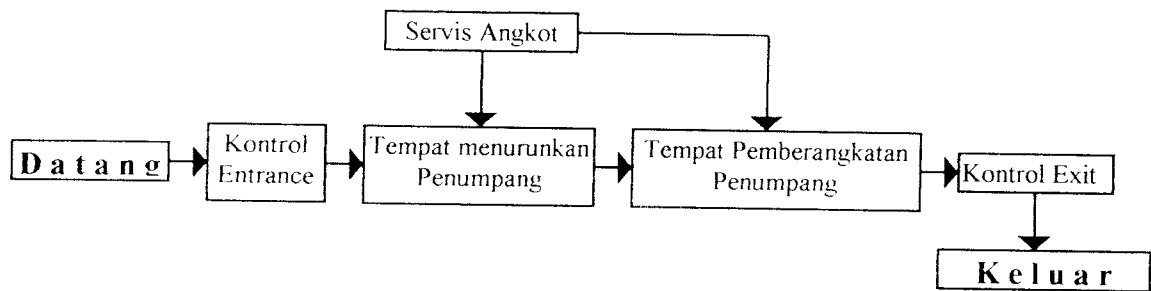 Servis Angkot
Datang
Kontrol
Entrance
Tempat menurunkan
Penumpang
Tempat Pemberangkatan
Penumpang
Kontrol Exit
Keluar